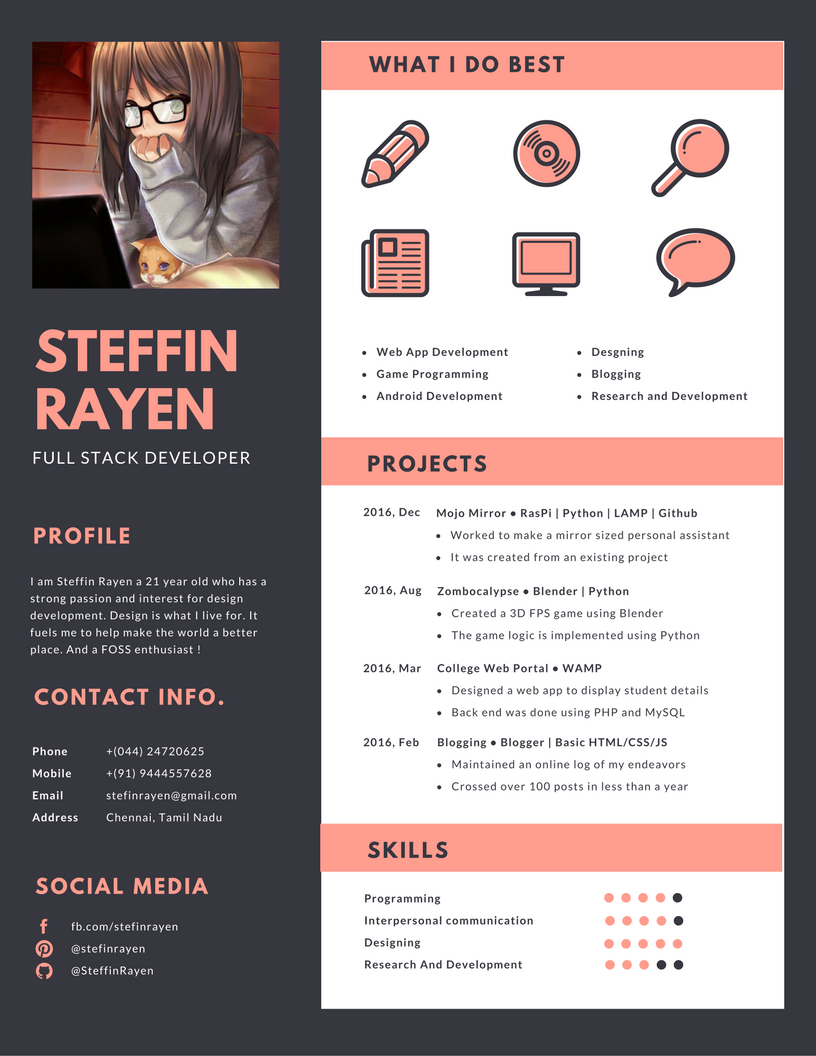 STEFFIN
RAYEN
FULL STACK DEVELOPER
PROFILE
I am Steffin Rayen a 21 year old who has a
strong passion and interest for design
development. Design is what I live for. It
fuels me to help make the world a better
place. And a FOSS enthusiast !
CONTACT INFO.
Phone +(044) 24720625
Mobile +(91) 9444557628
Email stefinrayen@gmail.com
Address Chennai, Tamil Nadu
SOCIAL MEDIA
fb.com/stefinrayen
@stefinrayen
@SteffinRayen
WHAT I DO BEST
• Web App Development
• Game Programming
• Android Development
• Desgning
• Blogging
• Research and Development
PROJECTS
2016, Dec Mojo Mirror • RasPi | Python | LAMP | Github
• Worked to make a mirror sized personal assistant
• It was created from an existing project
2016, Aug Zombocalypse • Blender | Python
• Created a 3D FPS game using Blender
• The game logic is implemented using Python
2016, Mar College Web Portal • WAMP
• Designed a web app to display student details
• Back end was done using PHP and MySQL
2016, Feb Blogging • Blogger | Basic HTML/CSS/JS
• Maintained an online log of my endeavors
• Crossed over 100 posts in less than a year
SKILLS
Programming
Interpersonal communication
Designing
Research And Development